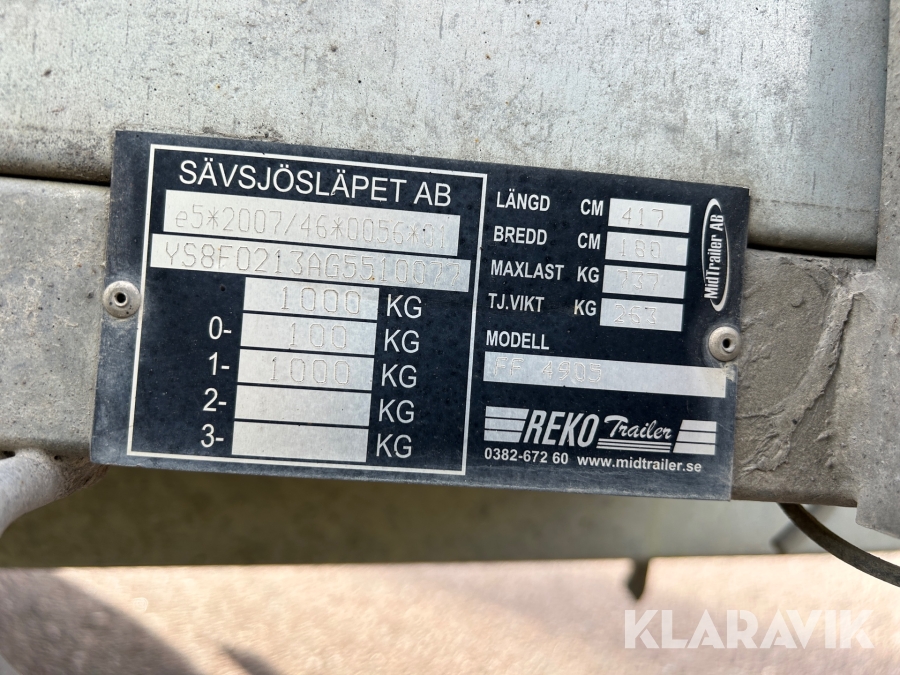 SÄVSJÖSLÄPET AB
e5*2007/46*0056*01
YS8F0213AG5510077
1000 KG
0- 100 KG
1- 1000 KG
2- KG
3- KG
LÄNGD CM 417
BREDD CM 180
MAXLAST KG 737
TJ.VIKT KG 263
MODELL
FF 4905
REKO Trailer
0382-672 60 www.midtrailer.se
MidTrailer AB
KLARAVIK